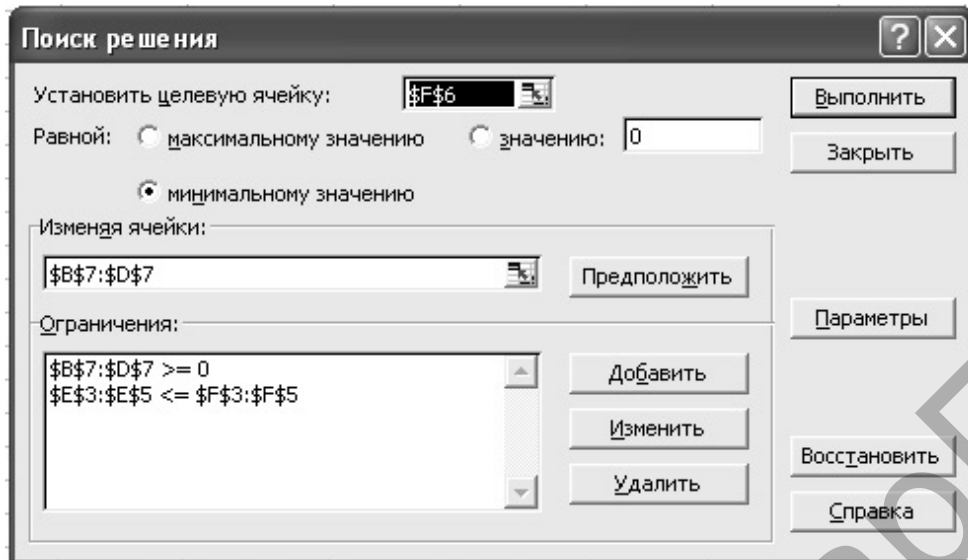 Поиск решения
Установить целевую ячейку: $F$6
Выполнить
Равной: максимальному значению значению: 0
Закрыть
минимальному значению
Изменяя ячейки:
$B$7:$D$7
Предположить
Ограничения:
Параметры
$B$7:$D$7 >= 0
$E$3:$E$5 <= $F$3:$F$5
Добавить
Изменить
Удалить
Восстановить
Справка